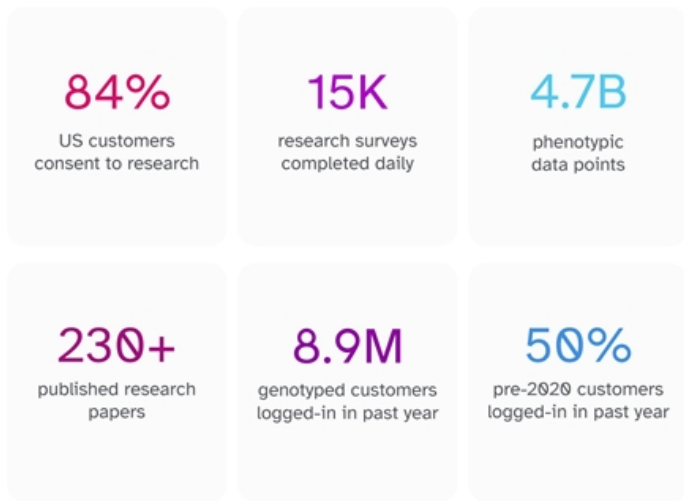 84%
US customers
consent to research
15K
research surveys
completed daily
4.7B
phenotypic
data points
230+
published research
papers
8.9M
genotyped customers
logged-in in past year
50%
pre-2020 customers
logged-in in past year